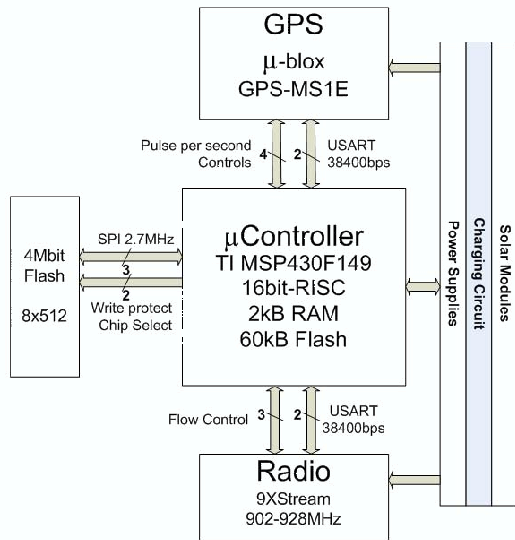 GPS
µ-blox
GPS-MS1E
Pulse per second
Controls
4
2
USART
38400bps
4Mbit
Flash
8x512
SPI 2.7MHz
3
2
Write protect
Chip Select
µController
TI MSP430F149
16bit-RISC
2kB RAM
60kB Flash
Power Supplies
Charging Circuit
Solar Modules
Flow Control
3
2
USART
38400bps
Radio
9XStream
902-928MHz